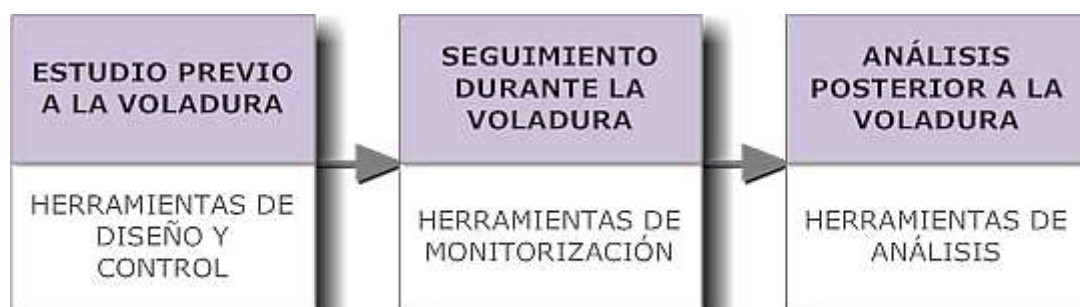 ESTUDIO PREVIO
A LA VOLADURA
HERRAMIENTAS DE
DISEÑO Y
CONTROL
SEGUIMIENTO
DURANTE LA
VOLADURA
HERRAMIENTAS DE
MONITORIZACIÓN
ANÁLISIS
POSTERIOR A LA
VOLADURA
HERRAMIENTAS DE
ANÁLISIS